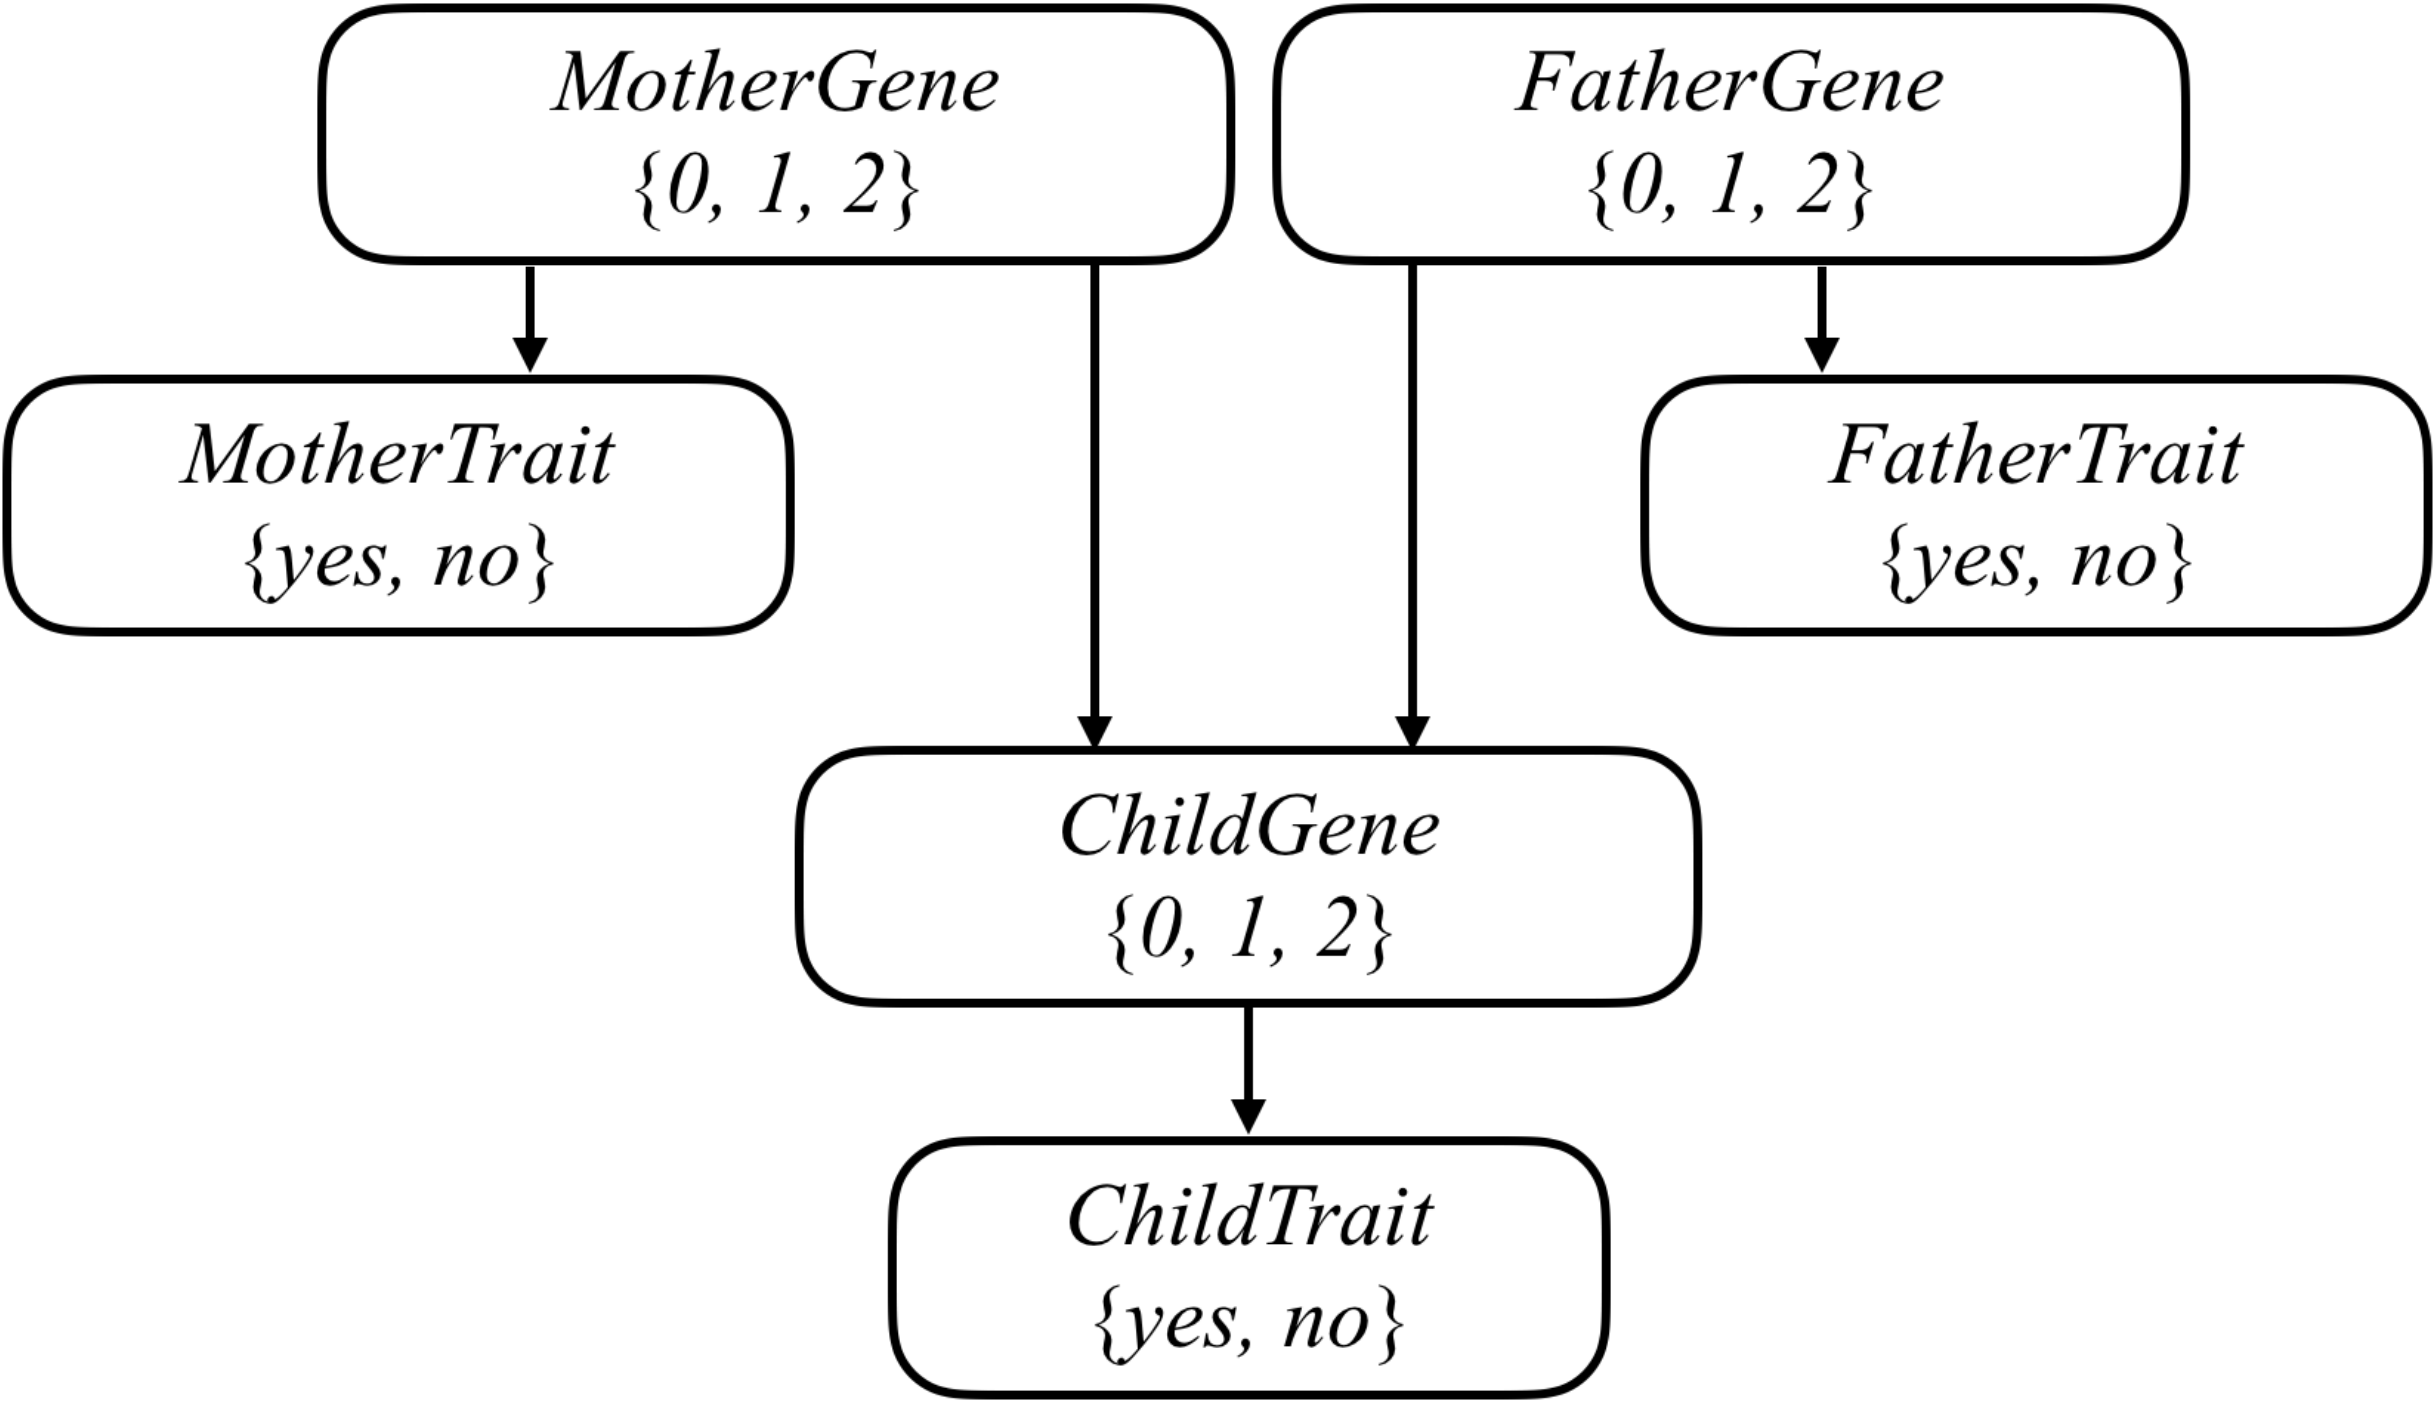 MotherGene
{0, 1, 2}
FatherGene
{0, 1, 2}
MotherTrait
{yes, no}
FatherTrait
{yes, no}
ChildGene
{0, 1, 2}
ChildTrait
{yes, no}